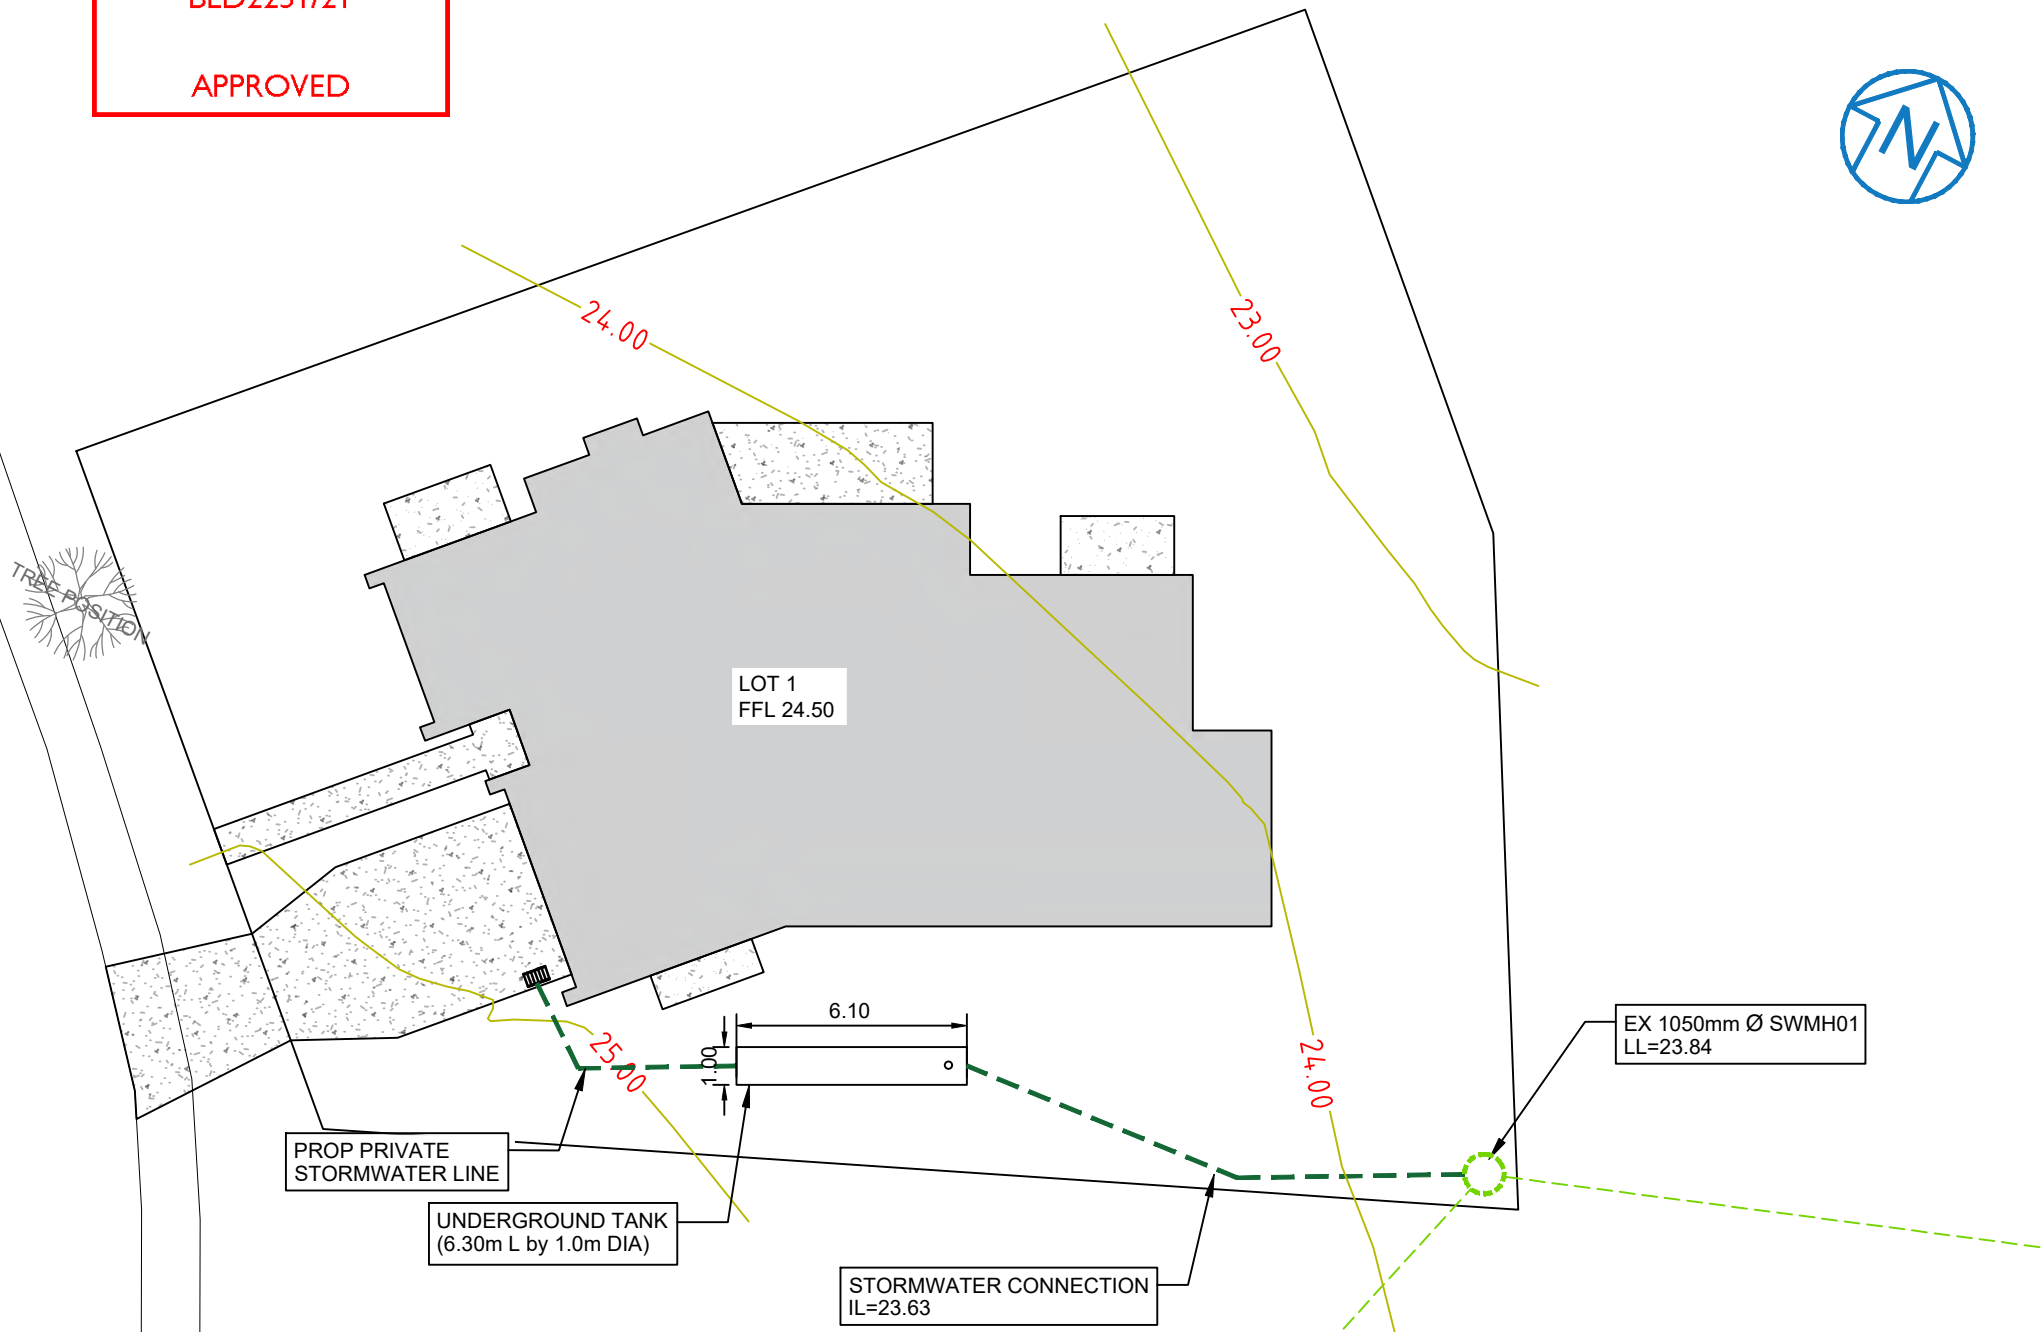 APPROVED
N
24.00
23.00
TREE POSITION
LOT 1
FFL 24.50
6.10
1.00
25.00
24.00
EX 1050mm Ø SWMH01
LL=23.84
PROP PRIVATE
STORMWATER LINE
UNDERGROUND TANK
(6.30m L by 1.0m DIA)
STORMWATER CONNECTION
IL=23.63